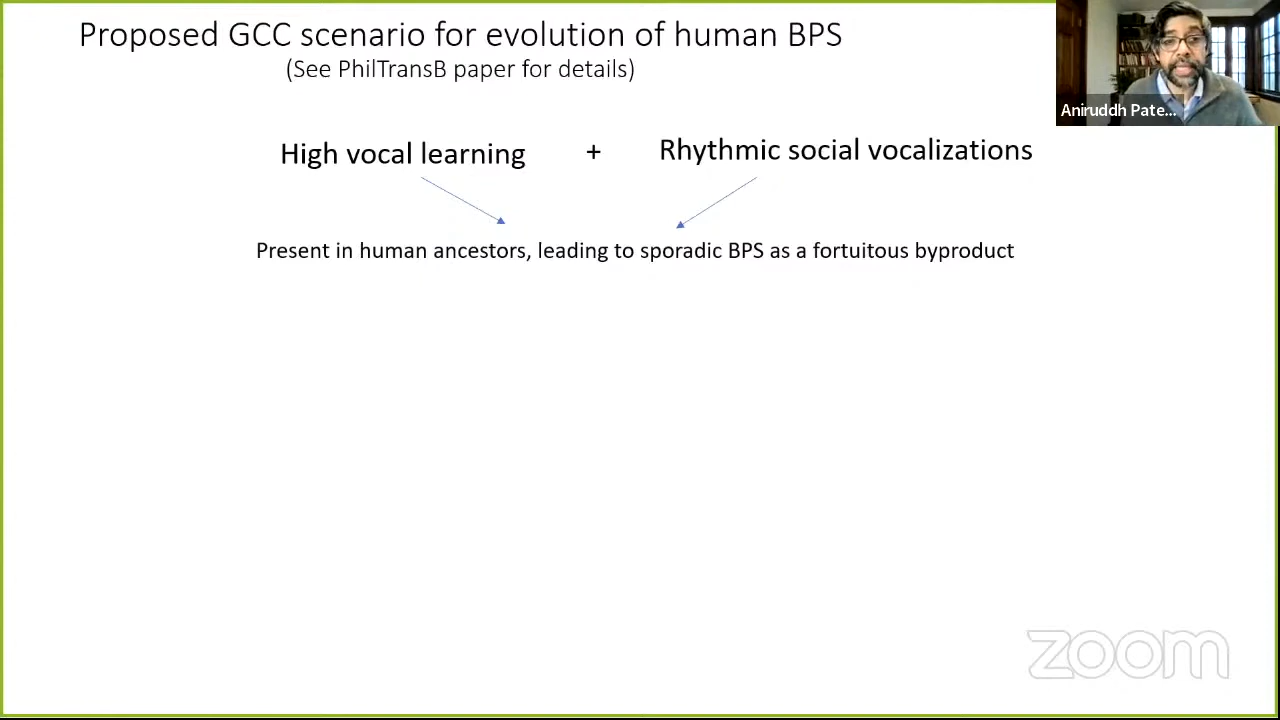 Proposed GCC scenario for evolution of human BPS
(See PhilTransB paper for details)
Aniruddh Pate...
High vocal learning + Rhythmic social vocalizations
Present in human ancestors, leading to sporadic BPS as a fortuitous byproduct
zoom